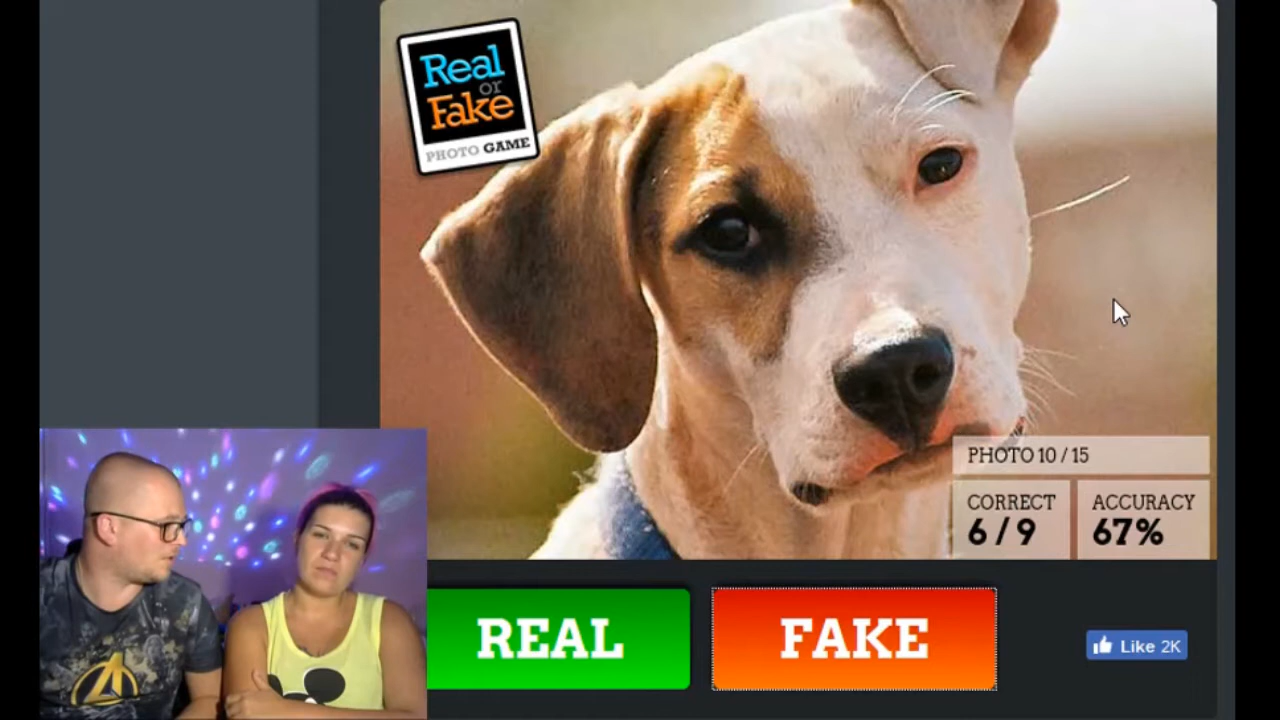 Real
or
Fake
PHOTO GAME
PHOTO 10 / 15
CORRECT
6 / 9
ACCURACY
67%
REAL
FAKE
Like 2K